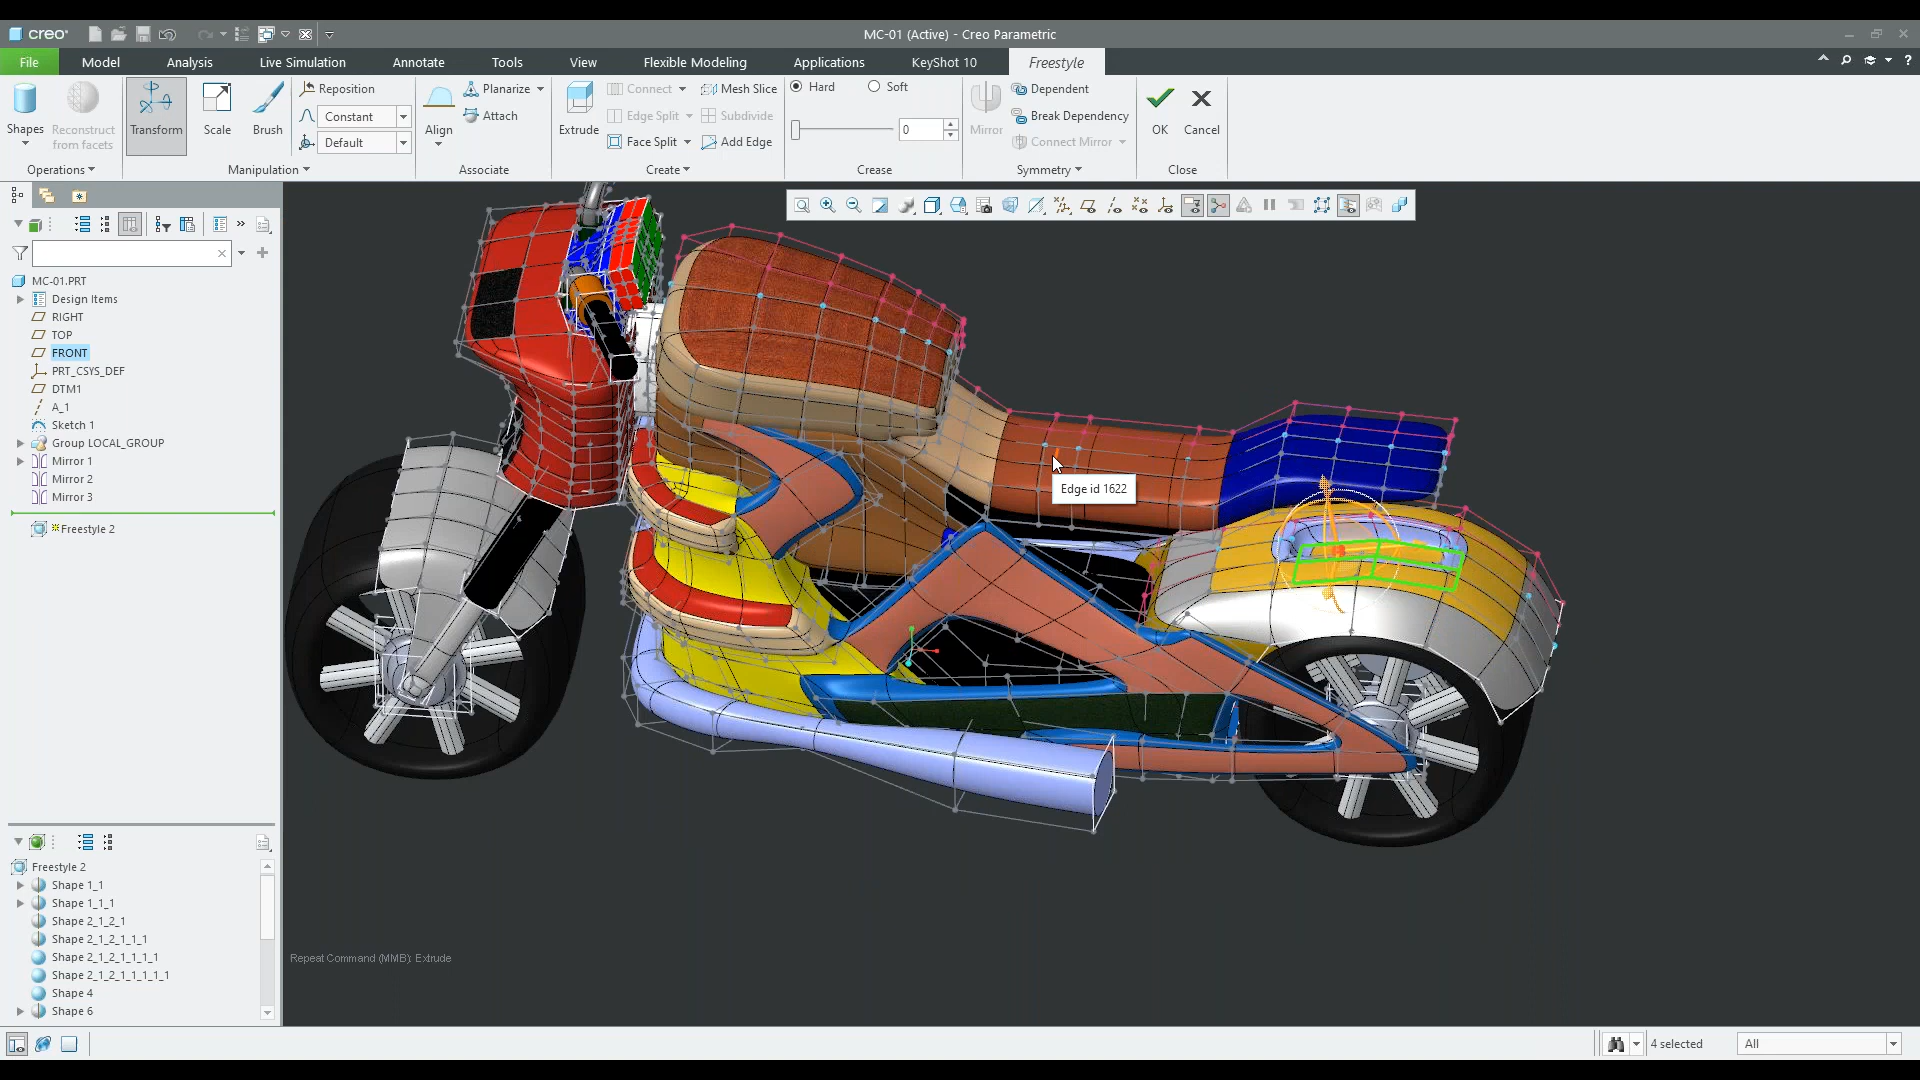 creo®
MC-01 (Active) - Creo Parametric
File
Model
Analysis
Live Simulation
Annotate
Tools
View
Flexible Modeling
Applications
KeyShot 10
Freestyle
Shapes
Reconstruct
from facets
Transform
Scale
Brush
Reposition
Constant
Default
Align
Planarize
Attach
Extrude
Connect
Edge Split
Face Split
Mesh Slice
Subdivide
Add Edge
Hard
Soft
0
Mirror
Dependent
Break Dependency
Connect Mirror
OK
Cancel
Operations
Manipulation
Associate
Create
Crease
Symmetry
Close
MC-01.PRT
Design Items
RIGHT
TOP
FRONT
PRT_CSYS_DEF
DTM1
A_1
Sketch 1
Group LOCAL_GROUP
Mirror 1
Mirror 2
Mirror 3
*Freestyle 2
Edge id 1622
Freestyle 2
Shape 1_1
Shape 1_1_1
Shape 2_1_2_1
Shape 2_1_2_1_1_1
Shape 2_1_2_1_1_1_1
Shape 2_1_2_1_1_1_1_1
Shape 4
Shape 6
Repeat Command (MMB): Extrude
4 selected
All